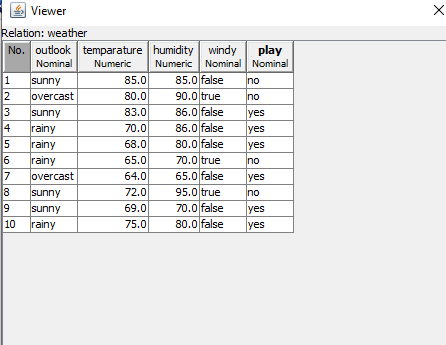 Viewer
Relation: weather
No. outlook temparature humidity windy play
Nominal Numeric Numeric Nominal Nominal
1 sunny 85.0 85.0 false no
2 overcast 80.0 90.0 true no
3 sunny 83.0 86.0 false yes
4 rainy 70.0 86.0 false yes
5 rainy 68.0 80.0 false yes
6 rainy 65.0 70.0 true no
7 overcast 64.0 65.0 false yes
8 sunny 72.0 95.0 true no
9 sunny 69.0 70.0 false yes
10 rainy 75.0 80.0 false yes